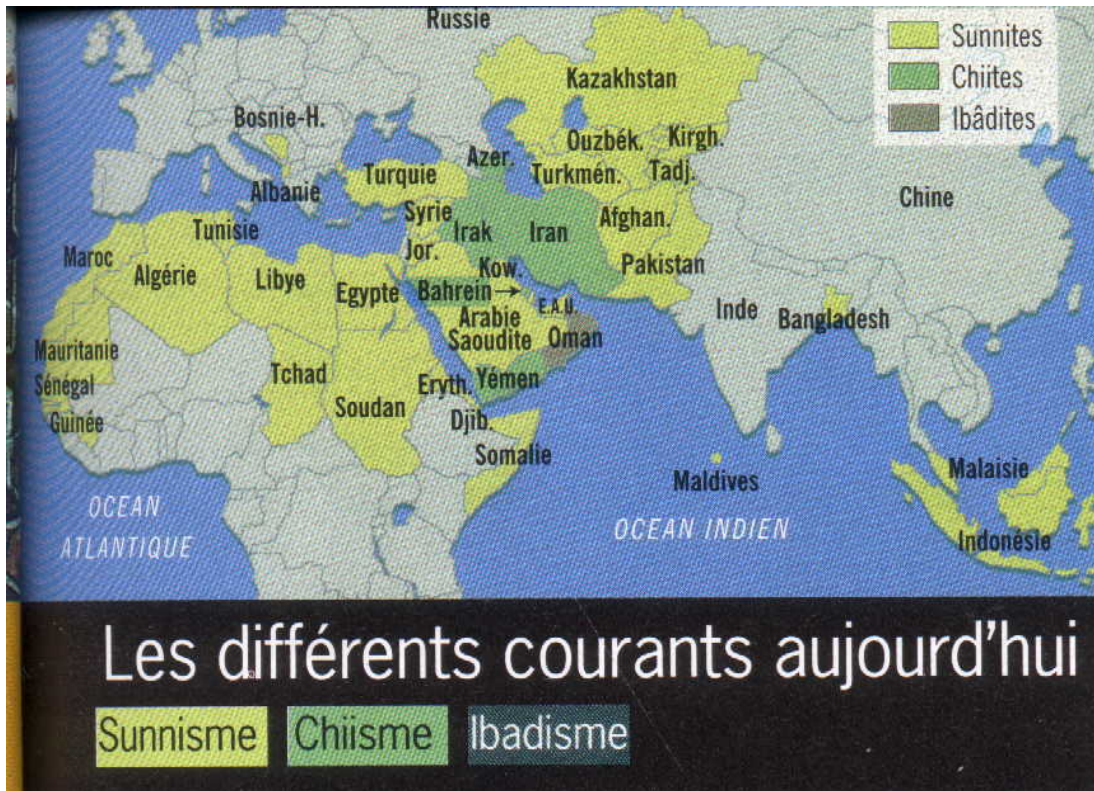 Russie
Sunnites
Chiites
Ibâdites
Kazakhstan
Bosnie-H.
Ouzbék.
Kirgh.
Azer.
Turquie
Turkmén.
Tadj.
Albanie
Chine
Syrie
Afghan.
Tunisie
Irak
Iran
Maroc
Jor.
Algérie
Libye
Kow.
Pakistan
Egypte
Bahrein
E.A.U.
Inde
Bangladesh
Arabie
Saoudite
Oman
Mauritanie
Tchad
Sénégal
Eryth.
Yémen
Soudan
Guinée
Djib.
Somalie
Maldives
Malaisie
OCEAN
ATLANTIQUE
OCEAN INDIEN
Indonésie
Les différents courants aujourd'hui
Sunnisme
Chiisme
Ibadisme